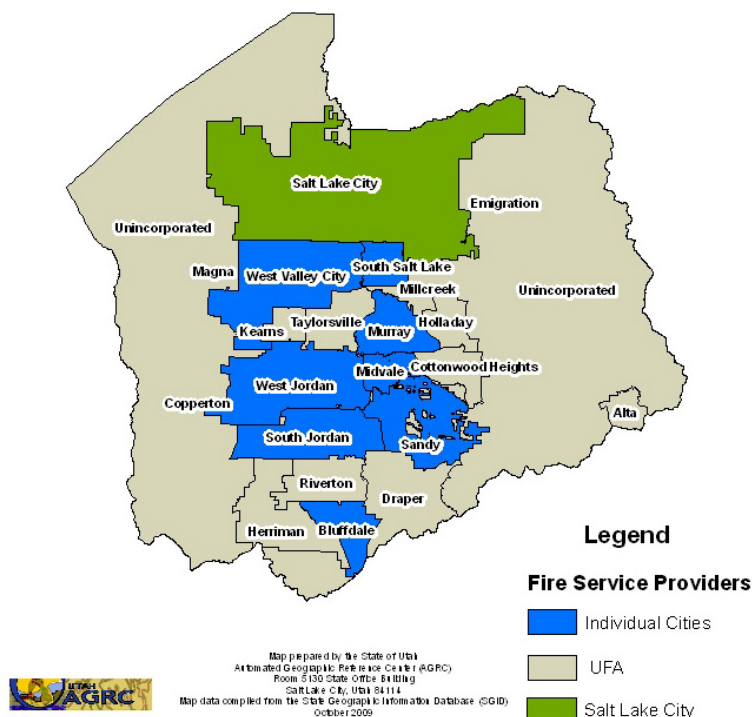 Salt Lake City
Emigration
Unincorporated
Magna
West Valley City
South Salt Lake
Unincorporated
Millcreek
Taylorsville
Holladay
Kearns
Murray
Midvale
Cottonwood Heights
West Jordan
Copperton
Alta
South Jordan
Sandy
Riverton
Draper
Herriman
Bluffdale
Legend
Fire Service Providers
Individual Cities
UFA
Salt Lake City
Map prepared by the State of Utah
Automated Geographic Reference Center (AGRC)
Room 5130 State Office Building
Salt Lake City, Utah 84114
Map data compiled from the State Geographic Information Database (SGID)
October 2009
UTAH
AGRC